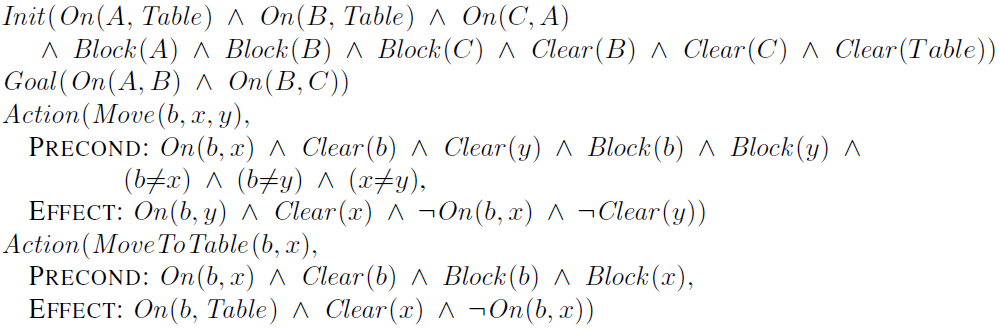 Init(On(A, Table) ∧ On(B, Table) ∧ On(C, A)
∧ Block(A) ∧ Block(B) ∧ Block(C) ∧ Clear(B) ∧ Clear(C) ∧ Clear(Table))
Goal(On(A, B) ∧ On(B, C))
Action(Move(b, x, y),
PRECOND: On(b, x) ∧ Clear(b) ∧ Clear(y) ∧ Block(b) ∧ Block(y) ∧
(b≠x) ∧ (b≠y) ∧ (x≠y),
EFFECT: On(b, y) ∧ Clear(x) ∧ ¬On(b, x) ∧ ¬Clear(y))
Action(MoveToTable(b, x),
PRECOND: On(b, x) ∧ Clear(b) ∧ Block(b) ∧ Block(x),
EFFECT: On(b, Table) ∧ Clear(x) ∧ ¬On(b, x))